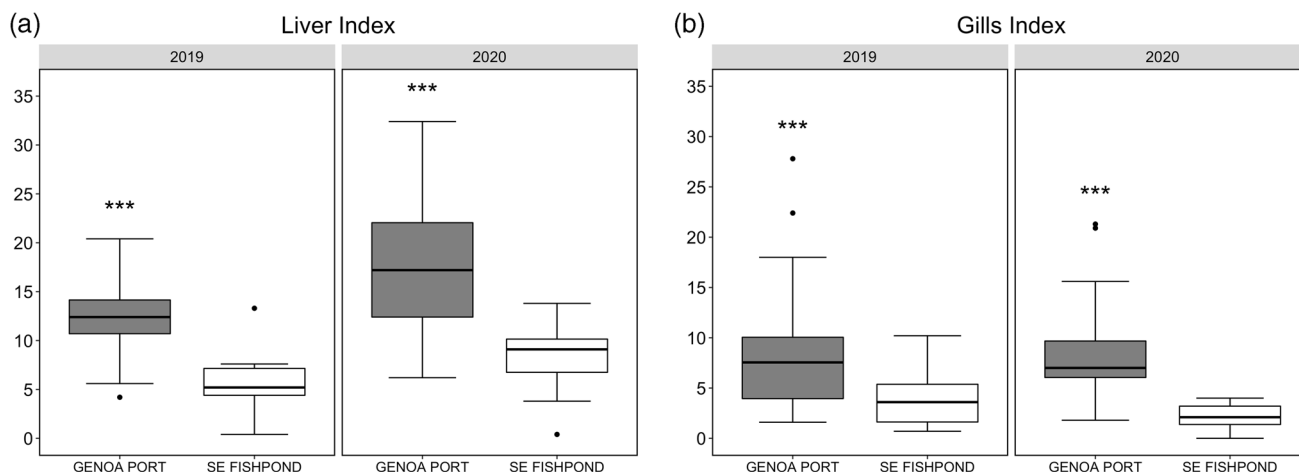 (a)
Liver Index
2019
2020
35
30
25
20
15
10
5
0
***
***
GENOA PORT
SE FISHPOND
GENOA PORT
SE FISHPOND
(b)
Gills Index
2019
2020
35
30
25
20
15
10
5
0
***
***
GENOA PORT
SE FISHPOND
GENOA PORT
SE FISHPOND